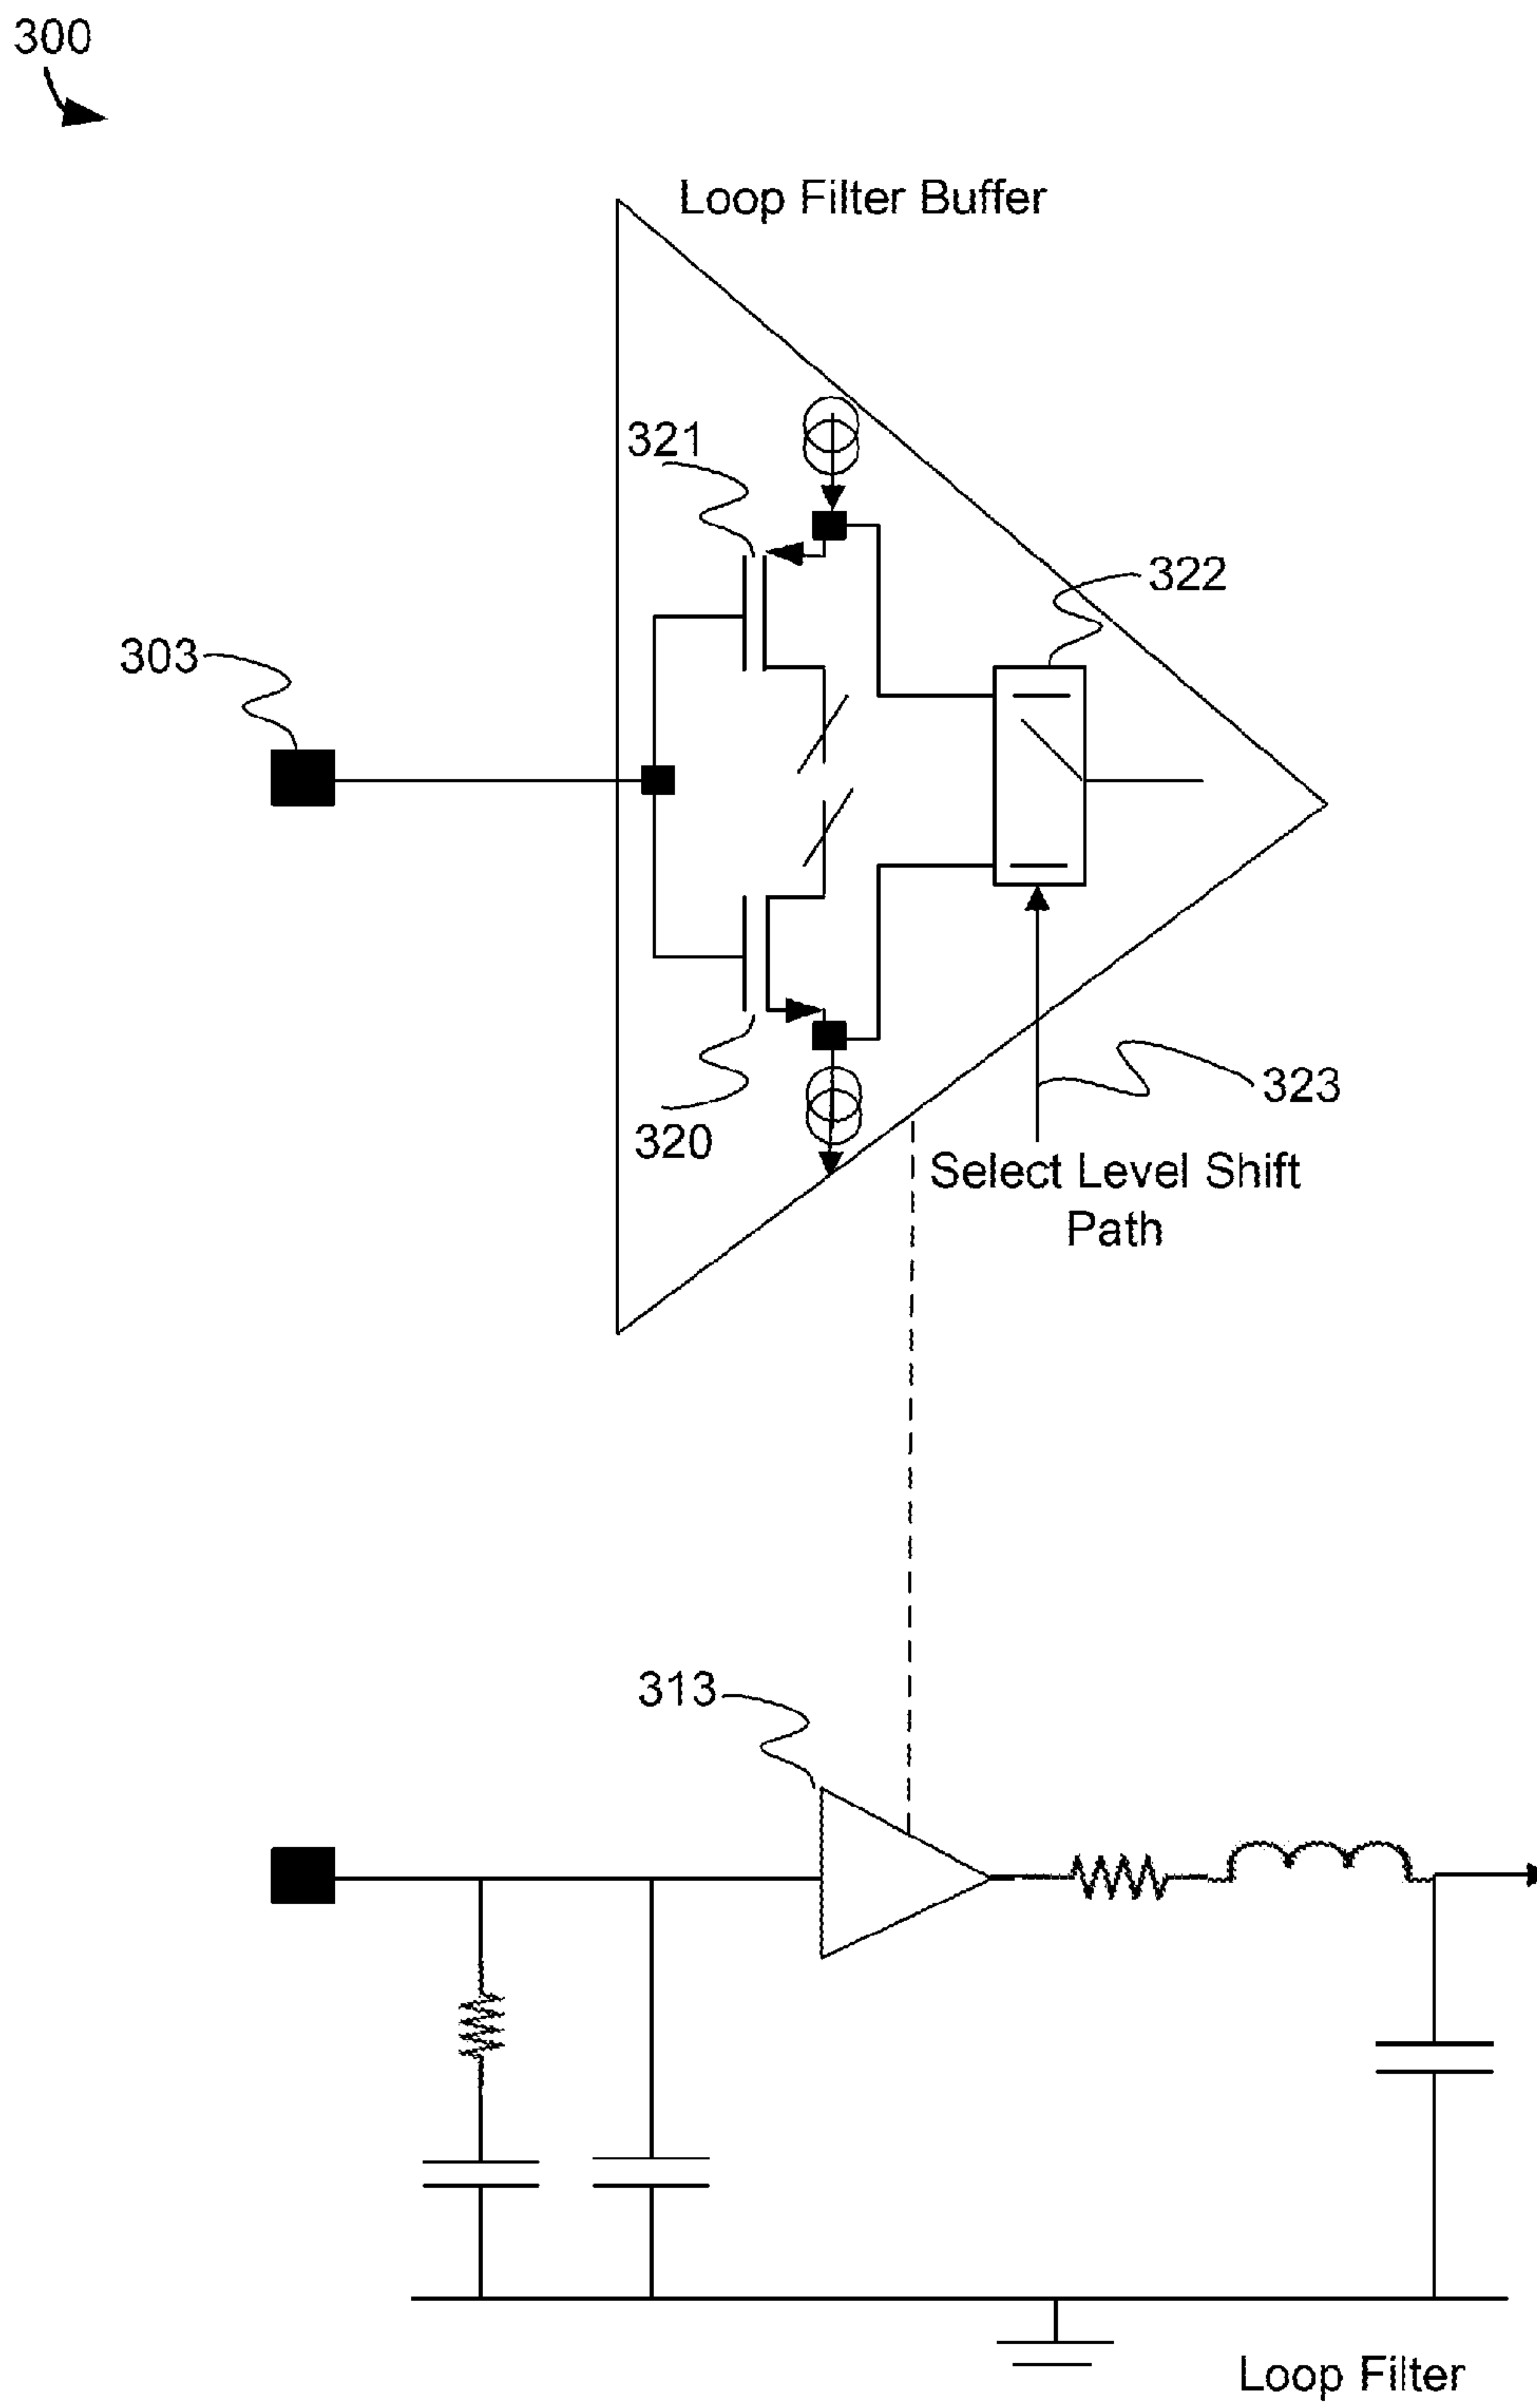 300
Loop Filter Buffer
321
322
303
323
320
Select Level Shift
Path
313
Loop Filter